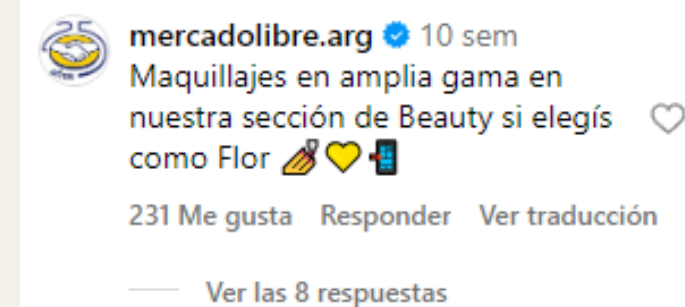 mercadolibre.arg 10 sem
Maquillajes en amplia gama en
nuestra sección de Beauty si elegís
como Flor 💅💛📲
231 Me gusta Responder Ver traducción
Ver las 8 respuestas